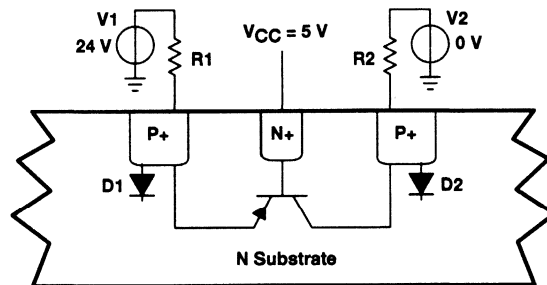 V1
24 V
R1
VCC = 5 V
R2
V2
0 V
P+
N+
P+
D1
D2
N Substrate